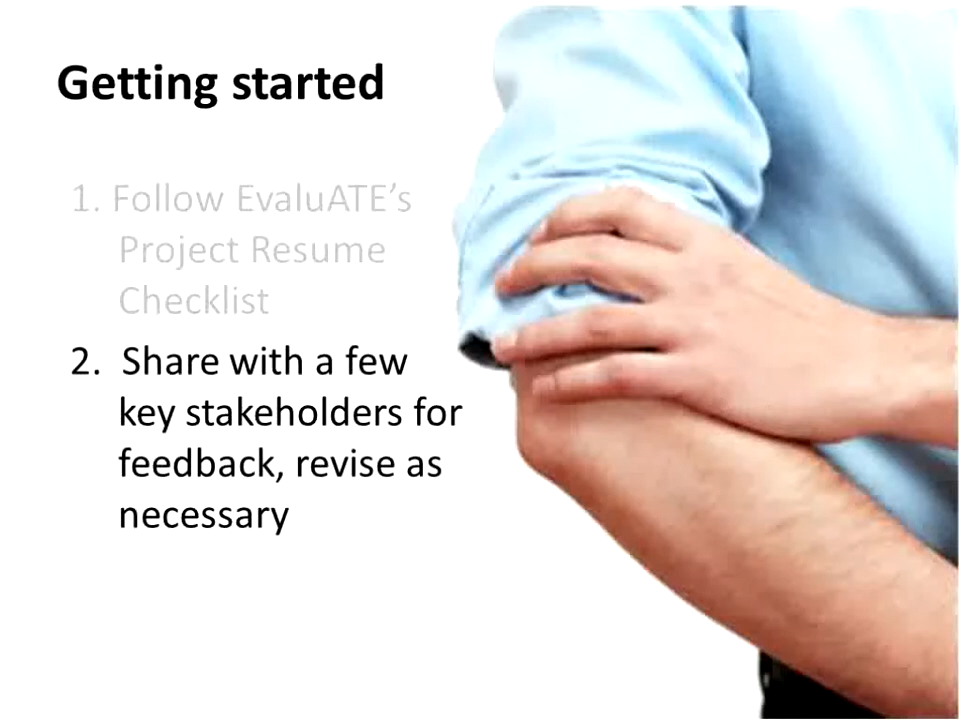 Getting started
1. Follow EvaluATE’s
Project Resume
Checklist
2. Share with a few
key stakeholders for
feedback, revise as
necessary